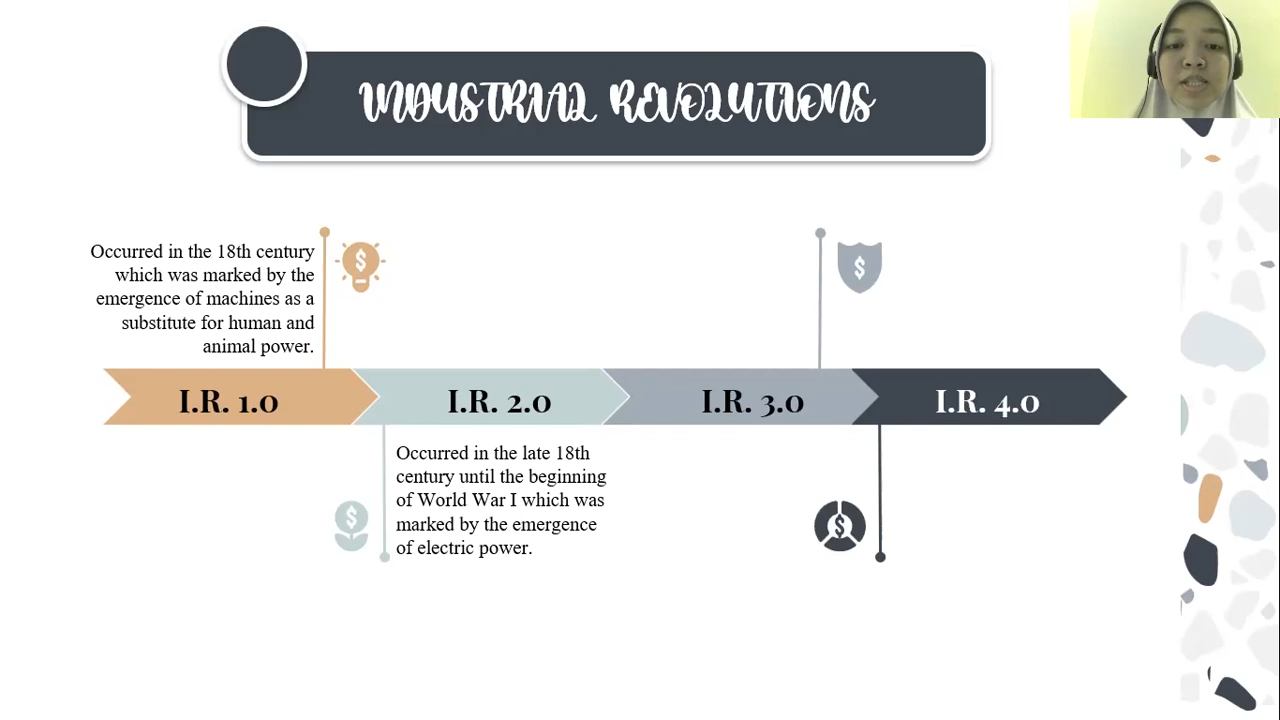 INDUSTRIAL REVOLUTIONS
Occurred in the 18th century
which was marked by the
emergence of machines as a
substitute for human and
animal power.
I.R. 1.0
I.R. 2.0
I.R. 3.0
I.R. 4.0
Occurred in the late 18th
century until the beginning
of World War I which was
marked by the emergence
of electric power.
$
$
$
$